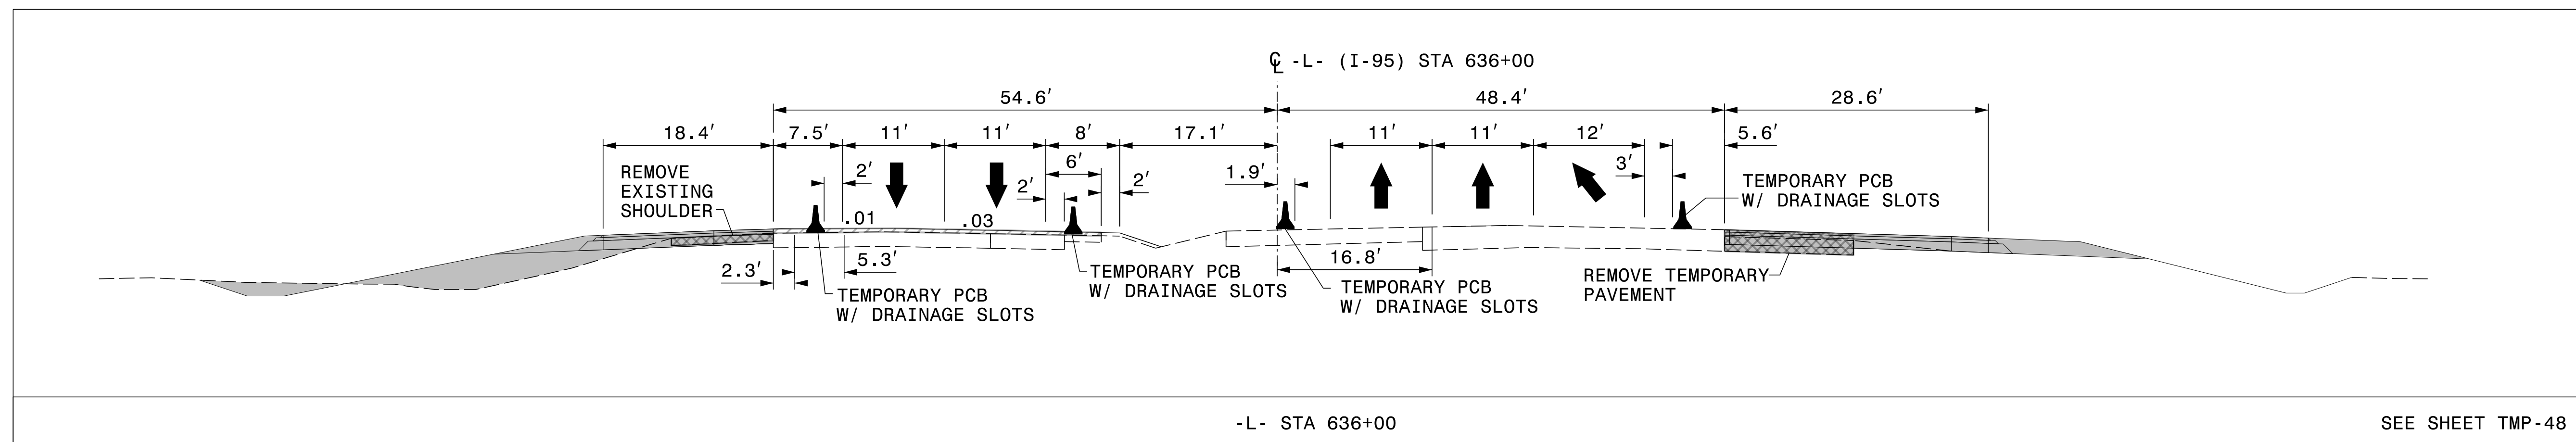 ℄ -L- (I-95) STA 636+00
54.6'
48.4'
28.6'
18.4'
7.5'
11'
11'
8'
17.1'
11'
11'
12'
5.6'
REMOVE
EXISTING
SHOULDER
2'
6'
2'
2'
1.9'
3'
TEMPORARY PCB
W/ DRAINAGE SLOTS
.01
.03
2.3'
5.3'
TEMPORARY PCB
W/ DRAINAGE SLOTS
TEMPORARY PCB
W/ DRAINAGE SLOTS
16.8'
TEMPORARY PCB
W/ DRAINAGE SLOTS
REMOVE TEMPORARY
PAVEMENT
-L- STA 636+00
SEE SHEET TMP-48